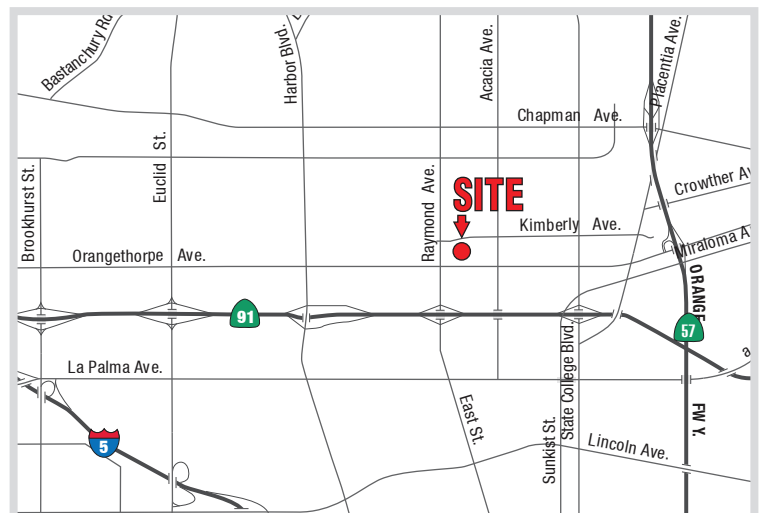 Bastanchury Rd
Harbor Blvd.
Acacia Ave.
Placentia Ave.
Chapman Ave.
Euclid St.
Brookhurst St.
Raymond Ave.
SITE
Crowther Av
Kimberly Ave.
Orangethorpe Ave.
Miraloma A
ORANGE
91
57
La Palma Ave.
FWY.
State College Blvd.
East St.
Sunkist St.
Lincoln Ave.
5